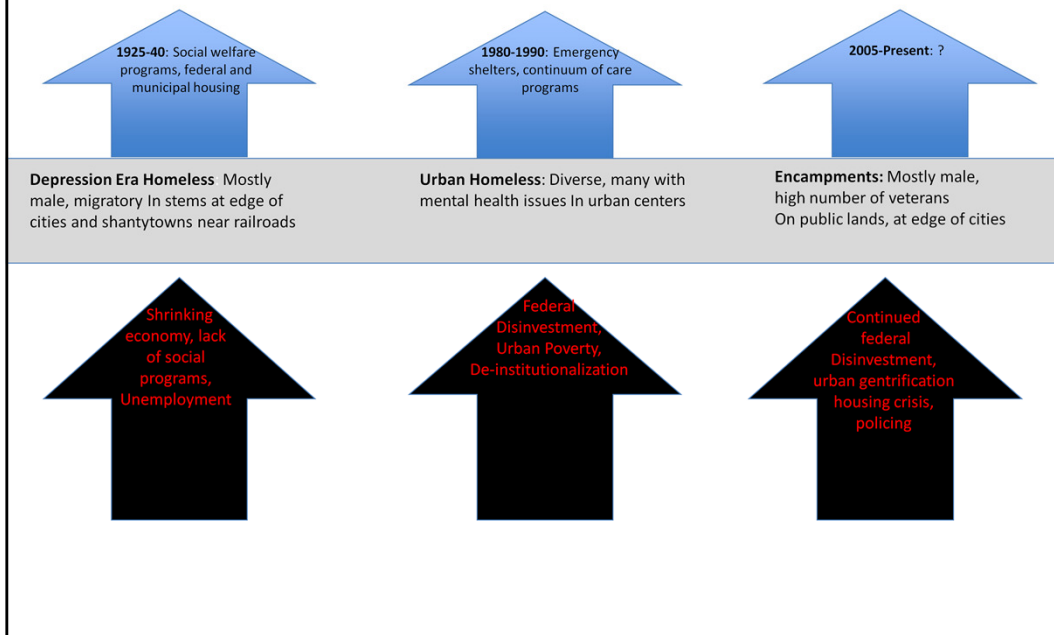 1925-40: Social welfare
programs, federal and
municipal housing
1980-1990: Emergency
shelters, continuum of care
programs
2005-Present: ?
Depression Era Homeless: Mostly
male, migratory In stems at edge of
cities and shantytowns near railroads
Urban Homeless: Diverse, many with
mental health issues In urban centers
Encampments: Mostly male,
high number of veterans
On public lands, at edge of cities
Shrinking
economy, lack
of social
programs,
Unemployment
Federal
Disinvestment,
Urban Poverty,
De-institutionalization
Continued
federal
Disinvestment,
urban gentrification
housing crisis,
policing